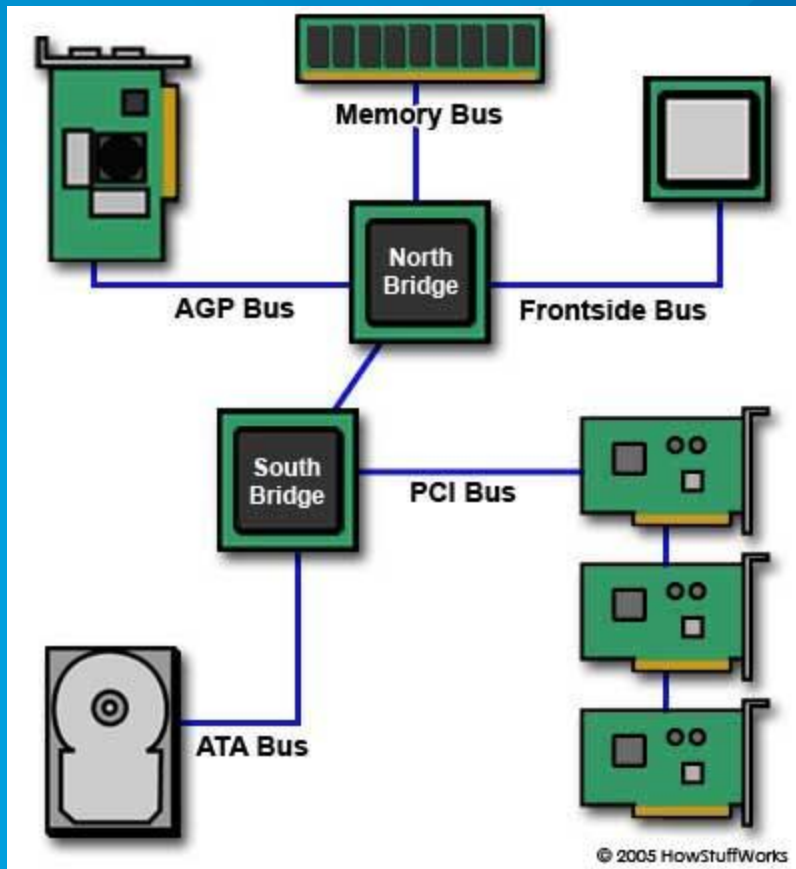 Memory Bus
North
Bridge
AGP Bus
Frontside Bus
South
Bridge
PCI Bus
ATA Bus
© 2005 HowStuffWorks